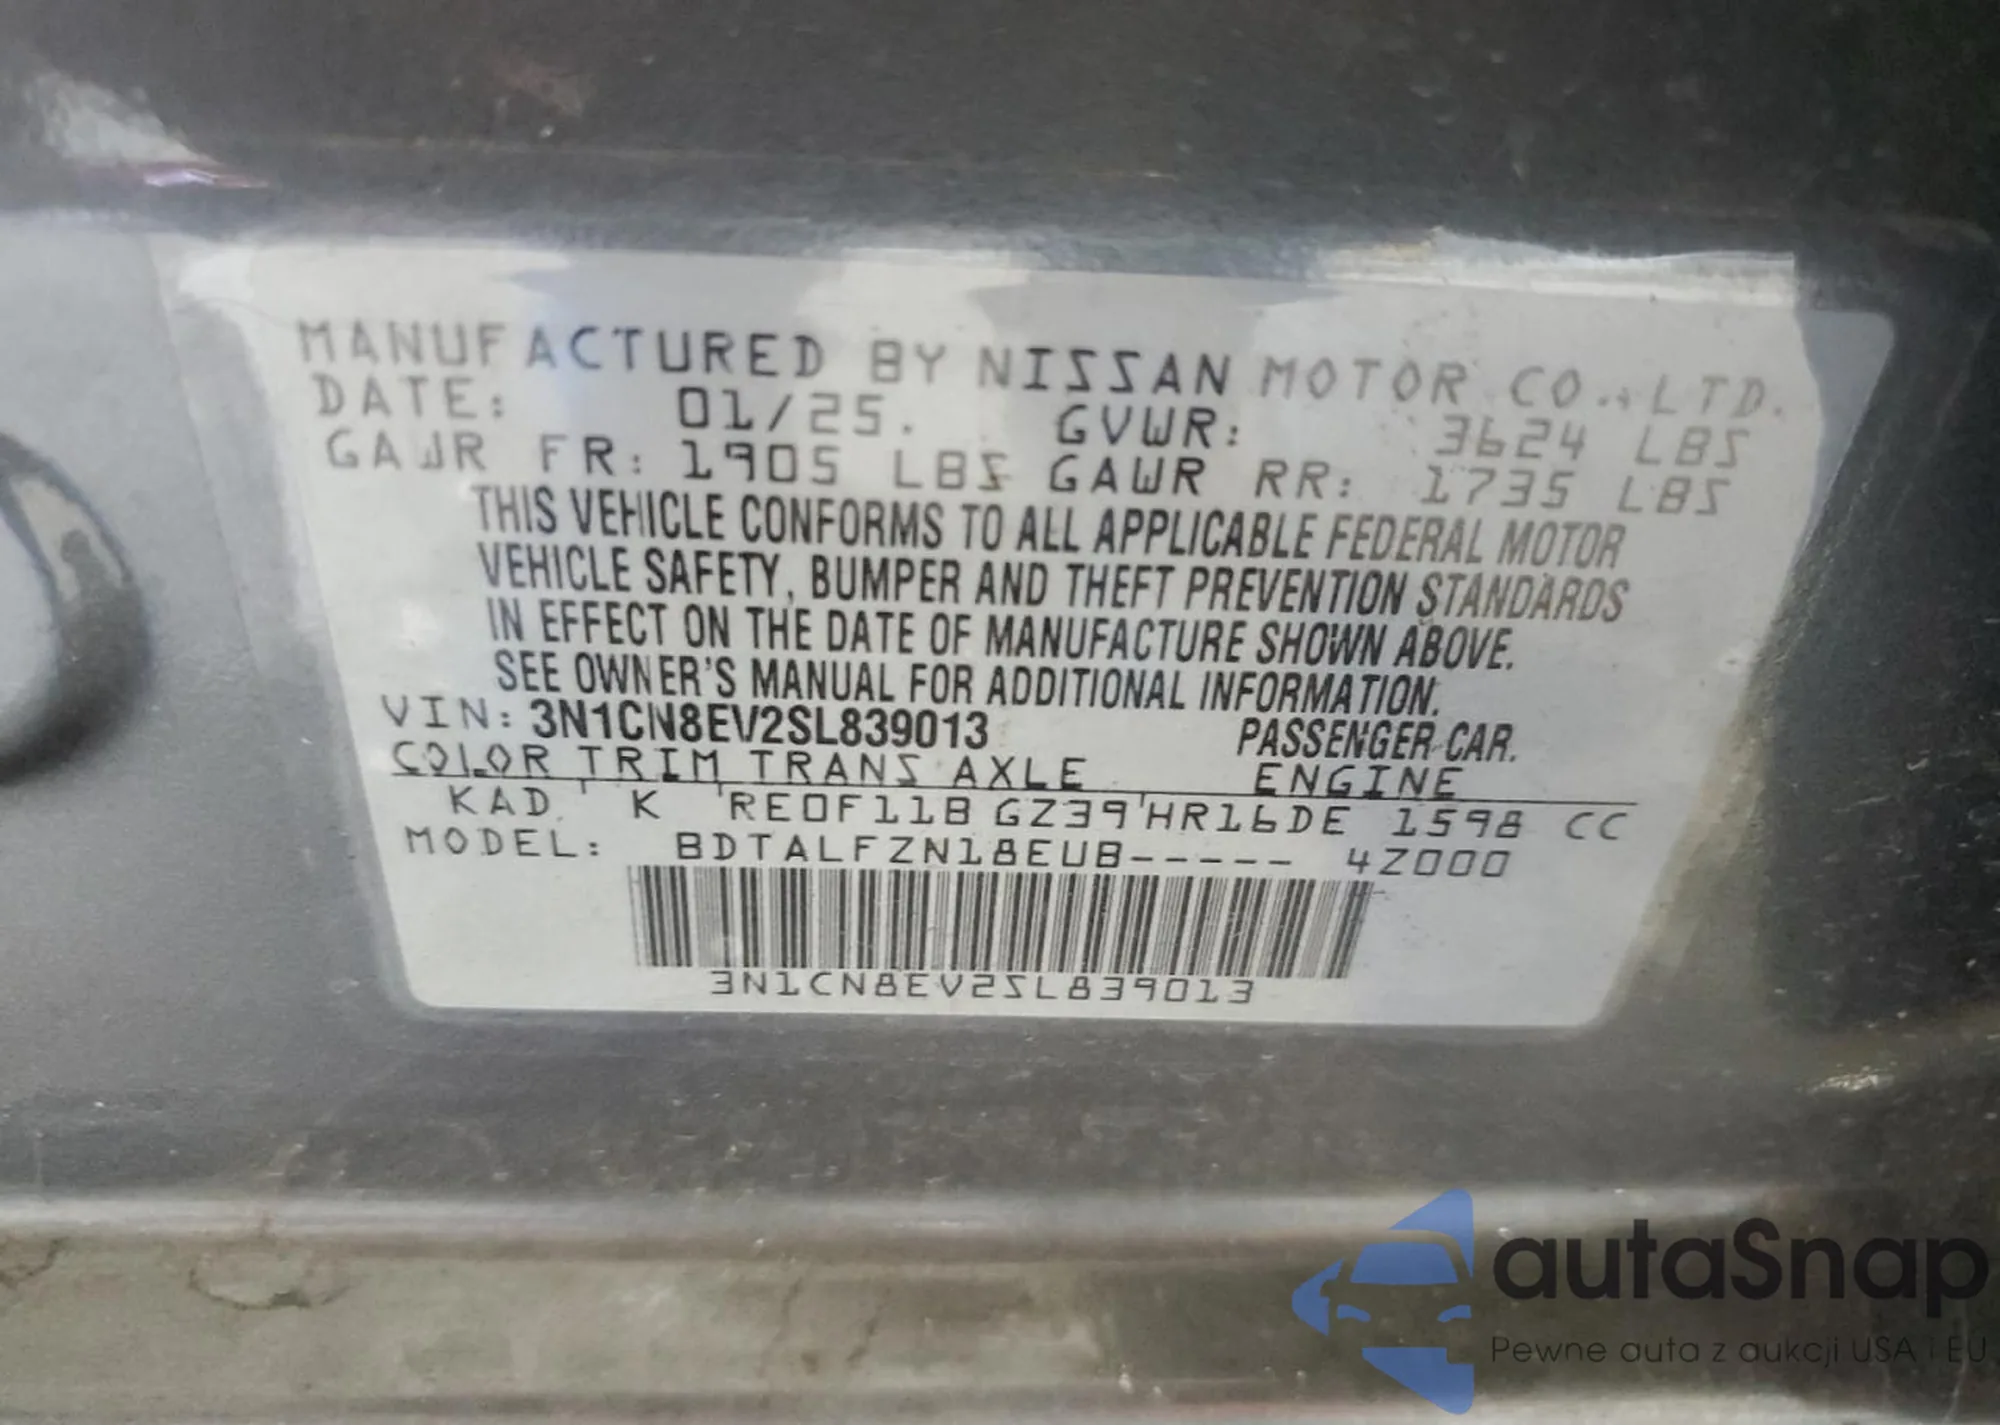 MANUFACTURED BY NISSAN MOTOR CO., LTD.
DATE: 01/25. GVWR: 3624 LBS
GAWR FR: 1905 LBS GAWR RR: 1735 LBS
THIS VEHICLE CONFORMS TO ALL APPLICABLE FEDERAL MOTOR
VEHICLE SAFETY, BUMPER AND THEFT PREVENTION STANDARDS
IN EFFECT ON THE DATE OF MANUFACTURE SHOWN ABOVE.
SEE OWNER'S MANUAL FOR ADDITIONAL INFORMATION.
VIN: 3N1CN8EV2SL839013 PASSENGER CAR.
COLOR TRIM TRANS AXLE ENGINE
KAD K RE0F11B GZ39 HR16DE 1598 CC
MODEL: BDTALFZN18EUB----- 4Z000
3N1CN8EV2SL839013
autaSnap
Pewne auta z aukcji USA i EU